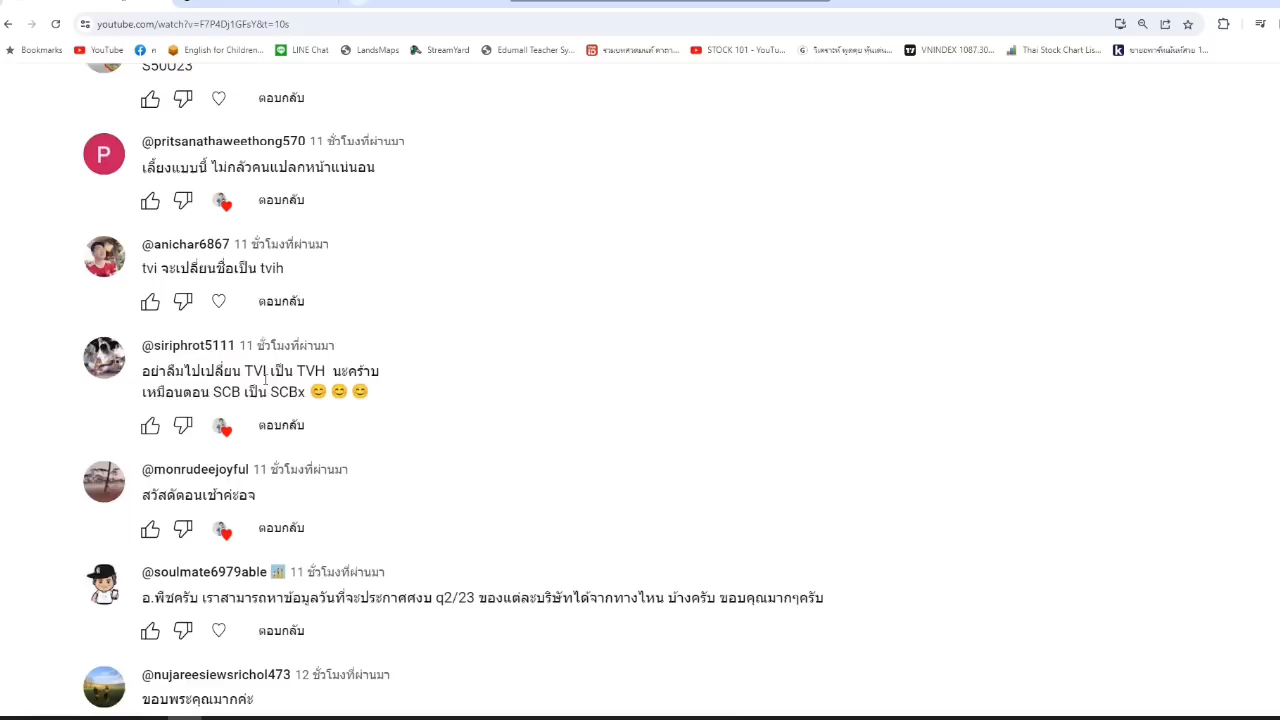 youtube.com/watch?v=F7P4Dj1GFsY&t=10s
Bookmarks YouTube ก English for Children... LINE Chat LandsMaps StreamYard Edumall Teacher Sy... STOCK 101 - YouTu... VNINDEX 1087.30... Thai Stock Chart Lis...
S50U23
ตอบกลับ
P
@pritsanathaweethong570 11 ชั่วโมงที่ผ่านมา
เลี้ยงแบบนี้ ไม่กลัวคนแปลกหน้าแน่นอน
ตอบกลับ
@anichar6867 11 ชั่วโมงที่ผ่านมา
tvi จะเปลี่ยนชื่อเป็น tvih
ตอบกลับ
@siriphrot5111 11 ชั่วโมงที่ผ่านมา
อย่าลืมไปเปลี่ยน TVI เป็น TVH นะคร้าบ
เหมือนตอน SCB เป็น SCBx 😊 😊 😊
ตอบกลับ
@monrudeejoyful 11 ชั่วโมงที่ผ่านมา
สวัสดัตอนเช้าค่ะอจ
ตอบกลับ
@soulmate6979able 11 ชั่วโมงที่ผ่านมา
อ.พีชครับ เราสามารถหาข้อมูลวันที่จะประกาศศงบ q2/23 ของแต่ละบริษัทได้จากทางไหน บ้างครับ ขอบคุณมากๆครับ
ตอบกลับ
@nujareesiewsrichol473 12 ชั่วโมงที่ผ่านมา
ขอบพระคุณมากค่ะ